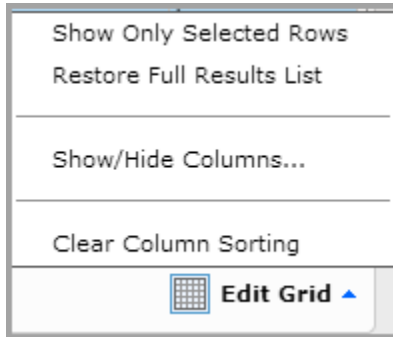 Show Only Selected Rows
Restore Full Results List
Show/Hide Columns...
Clear Column Sorting
Edit Grid